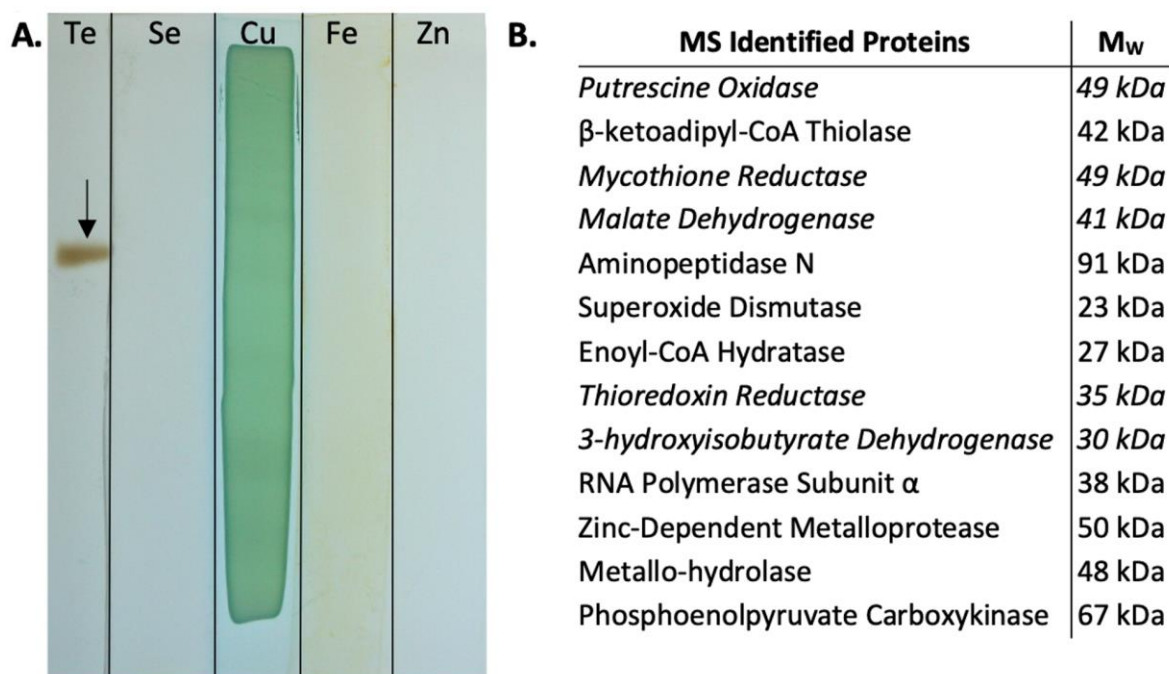 A. Te Se Cu Fe Zn
B.
MS Identified Proteins Mw
Putrescine Oxidase 49 kDa
β-ketoadipyl-CoA Thiolase 42 kDa
Mycothione Reductase 49 kDa
Malate Dehydrogenase 41 kDa
Aminopeptidase N 91 kDa
Superoxide Dismutase 23 kDa
Enoyl-CoA Hydratase 27 kDa
Thioredoxin Reductase 35 kDa
3-hydroxyisobutyrate Dehydrogenase 30 kDa
RNA Polymerase Subunit α 38 kDa
Zinc-Dependent Metalloprotease 50 kDa
Metallo-hydrolase 48 kDa
Phosphoenolpyruvate Carboxykinase 67 kDa